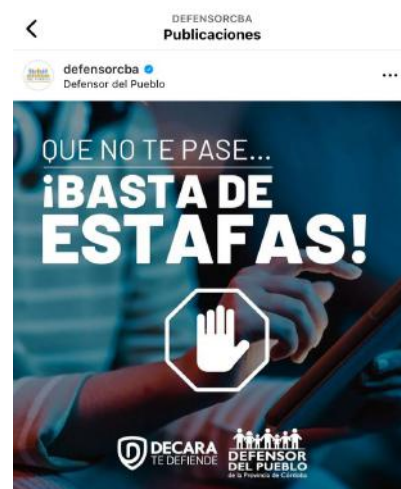 DEFENSORCBA
Publicaciones
defensorcba
Defensor del Pueblo
QUE NO TE PASE...
¡BASTA DE
ESTAFAS!
DECARA
TE DEFIENDE
DEFENSOR
DEL PUEBLO
de la Provincia de Córdoba